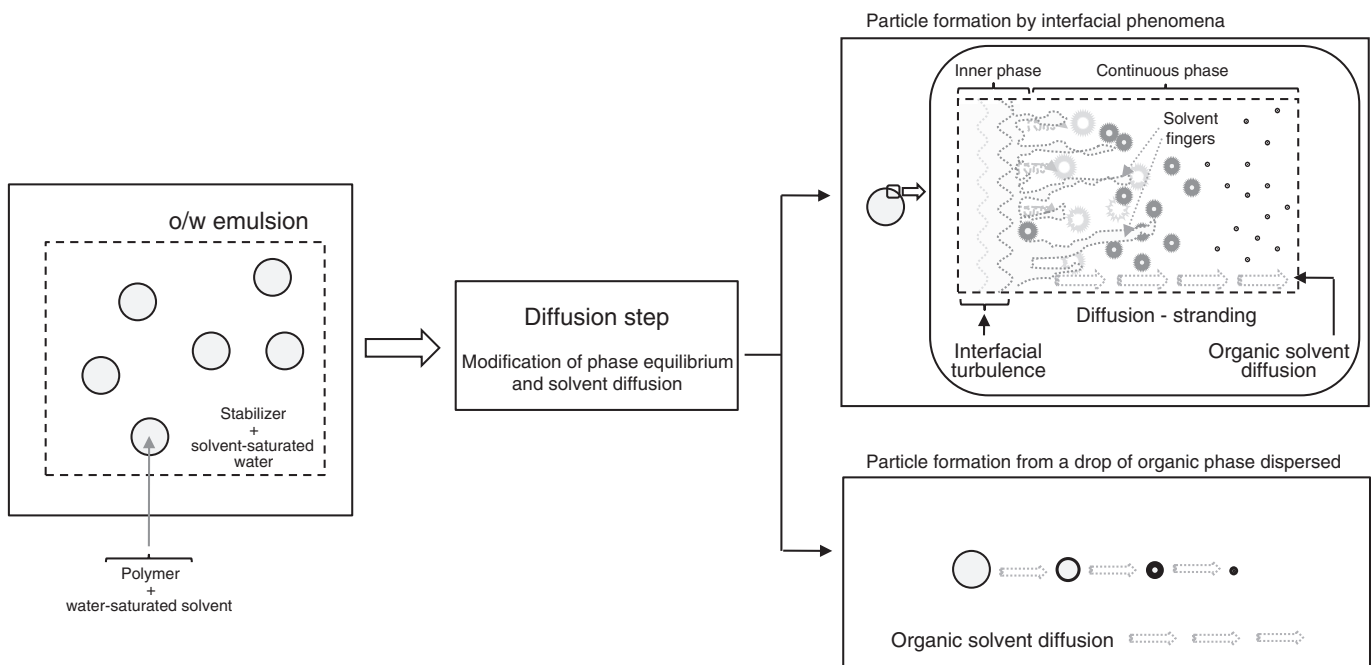 o/w emulsion
Stabilizer
+
solvent-saturated
water
Polymer
+
water-saturated solvent
Diffusion step
Modification of phase equilibrium
and solvent diffusion
Particle formation by interfacial phenomena
Inner phase
Continuous phase
Solvent
fingers
Diffusion - stranding
Interfacial
turbulence
Organic solvent
diffusion
Particle formation from a drop of organic phase dispersed
Organic solvent diffusion